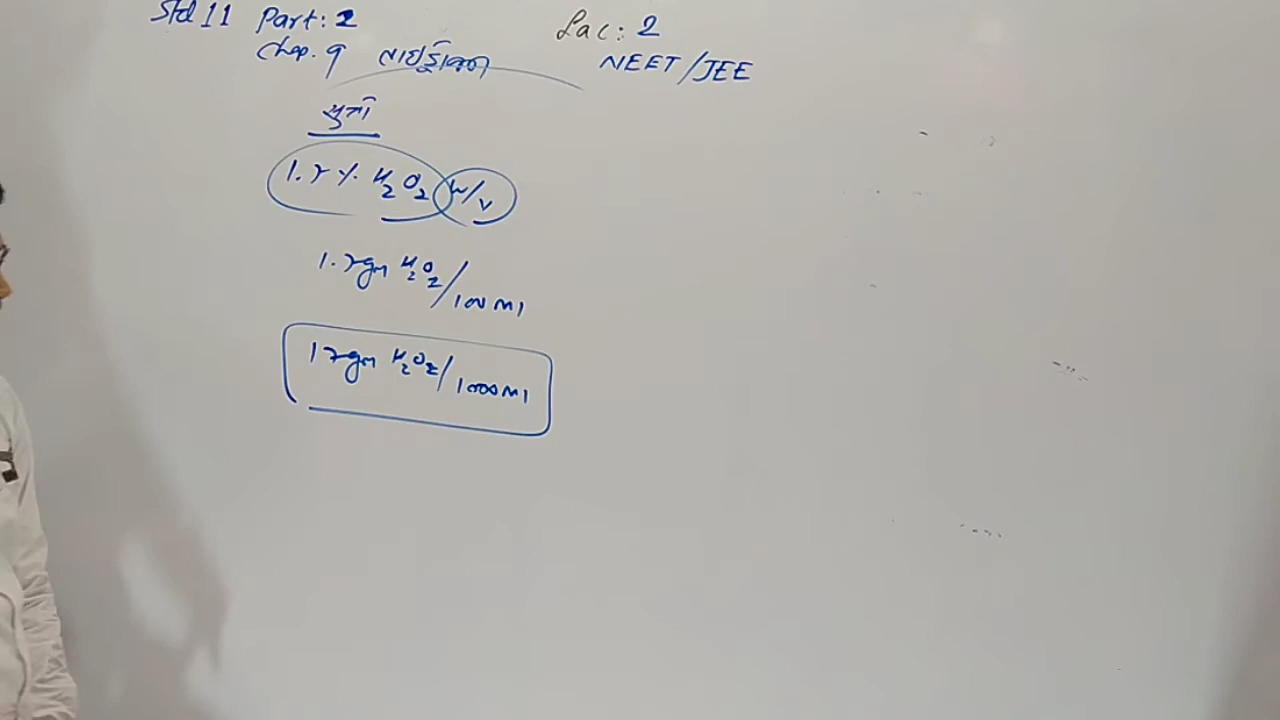 Std 11 Part: 2 Lac: 2
Chap. 9 NEET/JEE
1.7 % H2O2 W/V
1.7gm H2O2/100 ml
17gm H2O2/1000 ml